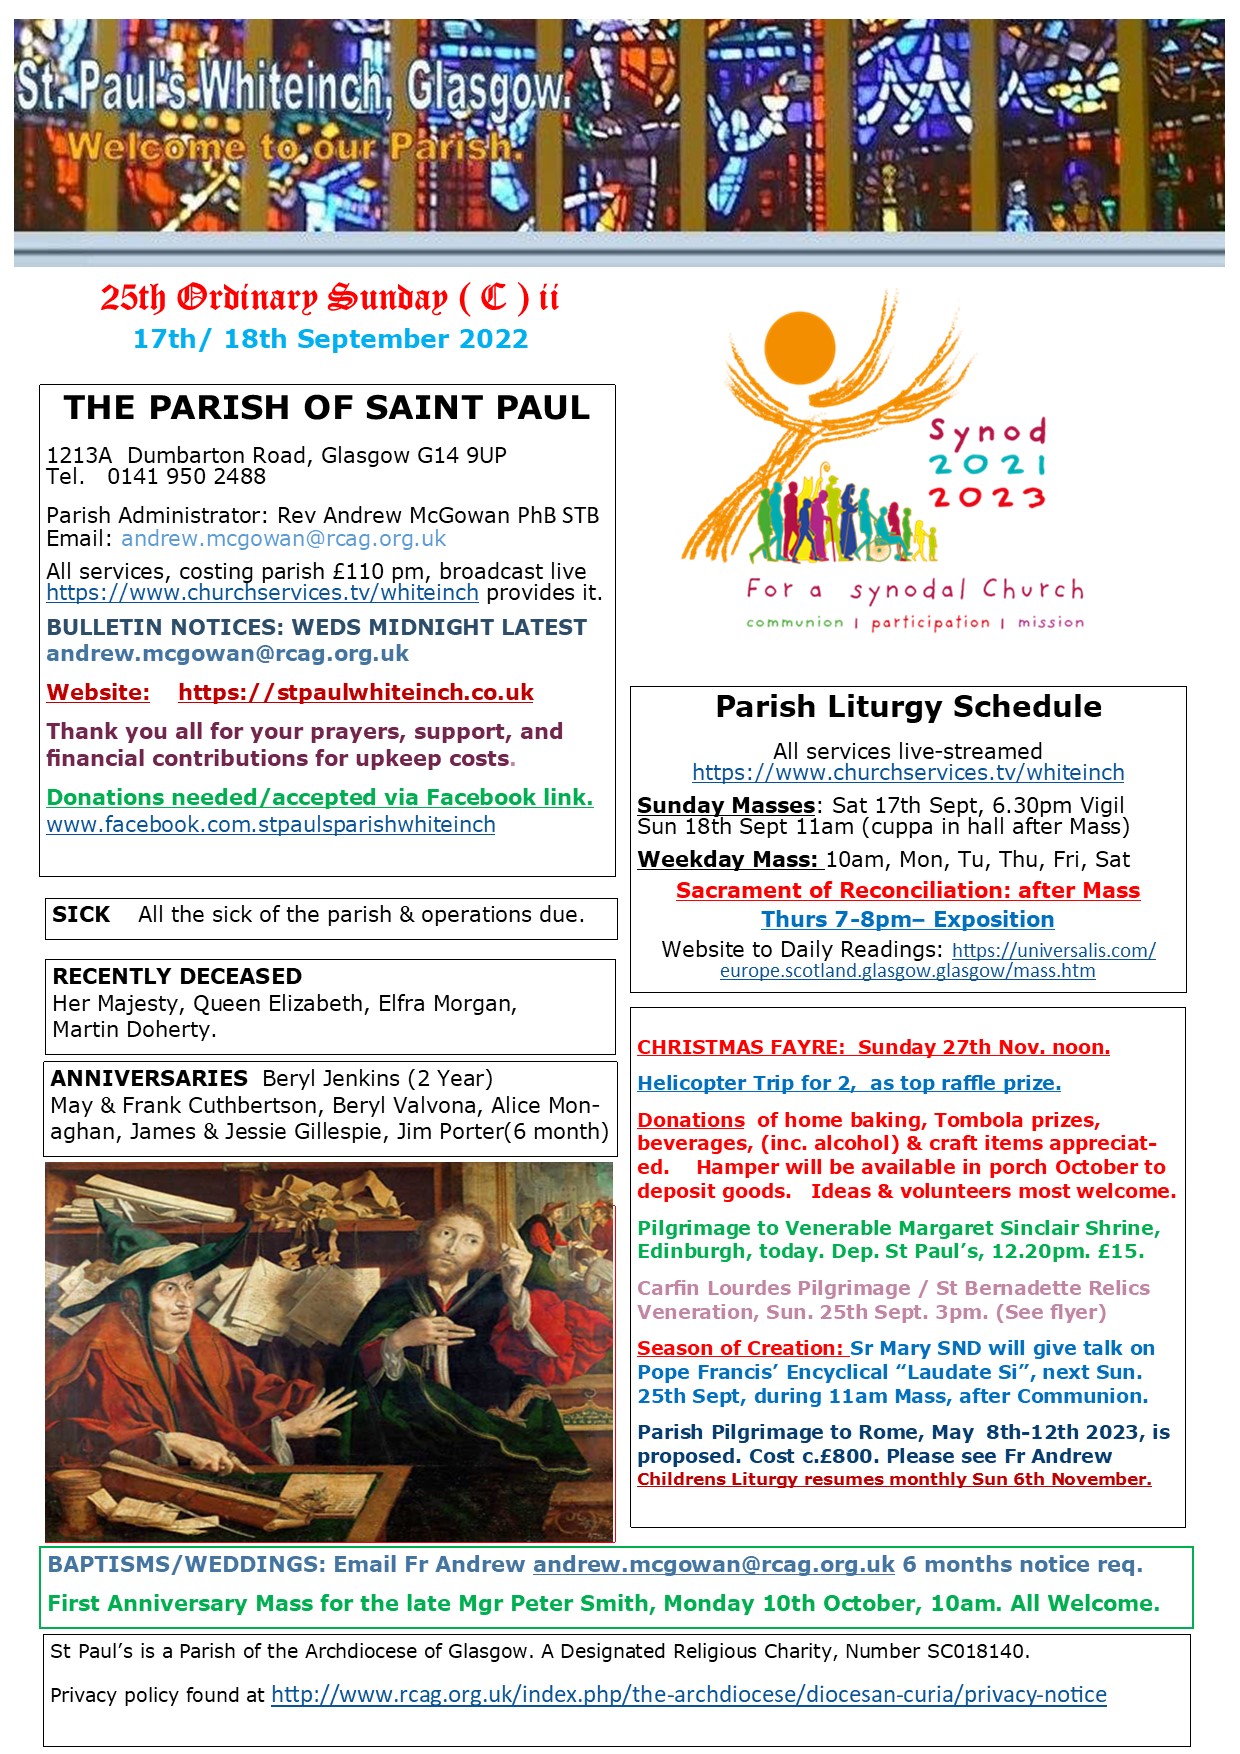 St. Paul's Whiteinch, Glasgow.
Welcome to our Parish.
25th Ordinary Sunday ( C ) ii
17th/ 18th September 2022
THE PARISH OF SAINT PAUL
1213A  Dumbarton Road, Glasgow G14 9UP
Tel.   0141 950 2488
Parish Administrator: Rev Andrew McGowan PhB STB
Email: andrew.mcgowan@rcag.org.uk
All services, costing parish £110 pm, broadcast live
https://www.churchservices.tv/whiteinch provides it.
BULLETIN NOTICES: WEDS MIDNIGHT LATEST
andrew.mcgowan@rcag.org.uk
Website:    https://stpaulwhiteinch.co.uk
Thank you all for your prayers, support, and
financial contributions for upkeep costs.
Donations needed/accepted via Facebook link.
www.facebook.com.stpaulsparishwhiteinch
SICK    All the sick of the parish & operations due.
RECENTLY DECEASED
Her Majesty, Queen Elizabeth, Elfra Morgan,
Martin Doherty.
ANNIVERSARIES  Beryl Jenkins (2 Year)
May & Frank Cuthbertson, Beryl Valvona, Alice Mon-
aghan, James & Jessie Gillespie, Jim Porter(6 month)
Synod
2021
2023
For a synodal Church
communion | participation | mission
Parish Liturgy Schedule
All services live-streamed
https://www.churchservices.tv/whiteinch
Sunday Masses: Sat 17th Sept, 6.30pm Vigil
Sun 18th Sept 11am (cuppa in hall after Mass)
Weekday Mass: 10am, Mon, Tu, Thu, Fri, Sat
Sacrament of Reconciliation: after Mass
Thurs 7-8pm– Exposition
Website to Daily Readings: https://universalis.com/
europe.scotland.glasgow.glasgow/mass.htm
CHRISTMAS FAYRE:  Sunday 27th Nov. noon.
Helicopter Trip for 2,  as top raffle prize.
Donations  of home baking, Tombola prizes,
beverages, (inc. alcohol) & craft items appreciat-
ed.    Hamper will be available in porch October to
deposit goods.   Ideas & volunteers most welcome.
Pilgrimage to Venerable Margaret Sinclair Shrine,
Edinburgh, today. Dep. St Paul’s, 12.20pm. £15.
Carfin Lourdes Pilgrimage / St Bernadette Relics
Veneration, Sun. 25th Sept. 3pm. (See flyer)
Season of Creation: Sr Mary SND will give talk on
Pope Francis’ Encyclical “Laudate Si”, next Sun.
25th Sept, during 11am Mass, after Communion.
Parish Pilgrimage to Rome, May  8th-12th 2023, is
proposed. Cost c.£800. Please see Fr Andrew
Childrens Liturgy resumes monthly Sun 6th November.
BAPTISMS/WEDDINGS: Email Fr Andrew andrew.mcgowan@rcag.org.uk 6 months notice req.
First Anniversary Mass for the late Mgr Peter Smith, Monday 10th October, 10am. All Welcome.
St Paul’s is a Parish of the Archdiocese of Glasgow. A Designated Religious Charity, Number SC018140.
Privacy policy found at http://www.rcag.org.uk/index.php/the-archdiocese/diocesan-curia/privacy-notice